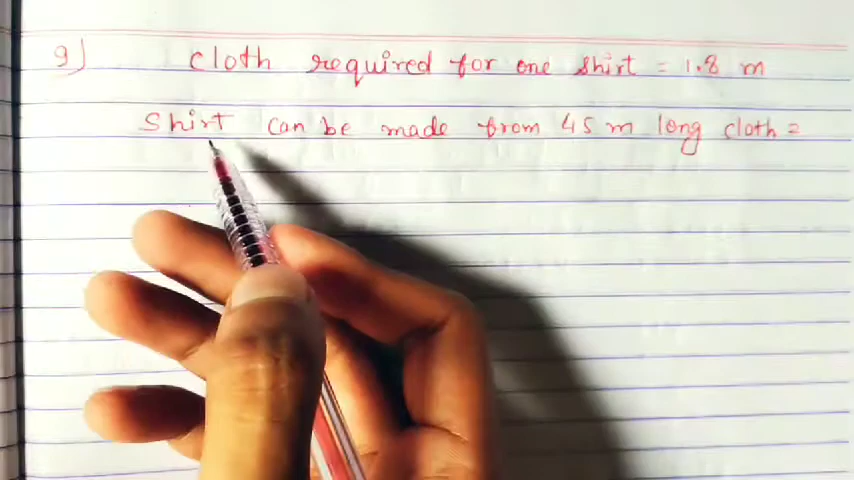 9) cloth required for one shirt = 1.8 m
Shirt can be made from 45 m long cloth =